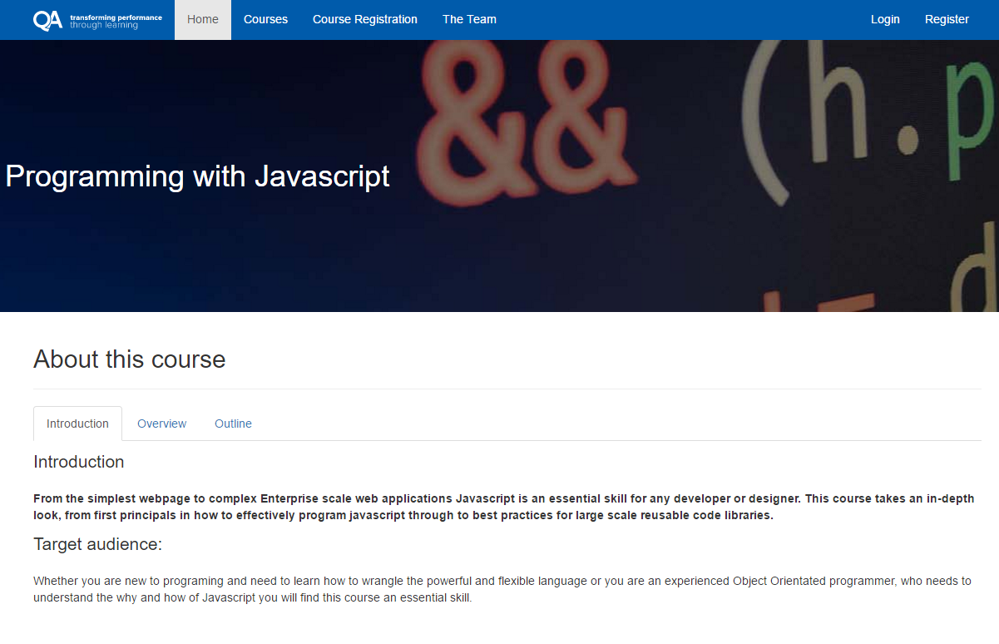 QA transforming performance through learning
Home Courses Course Registration The Team Login Register
&& (h.p
Programming with Javascript
d
About this course
Introduction Overview Outline
Introduction
From the simplest webpage to complex Enterprise scale web applications Javascript is an essential skill for any developer or designer. This course takes an in-depth
look, from first principals in how to effectively program javascript through to best practices for large scale reusable code libraries.
Target audience:
Whether you are new to programing and need to learn how to wrangle the powerful and flexible language or you are an experienced Object Orientated programmer, who needs to
understand the why and how of Javascript you will find this course an essential skill.